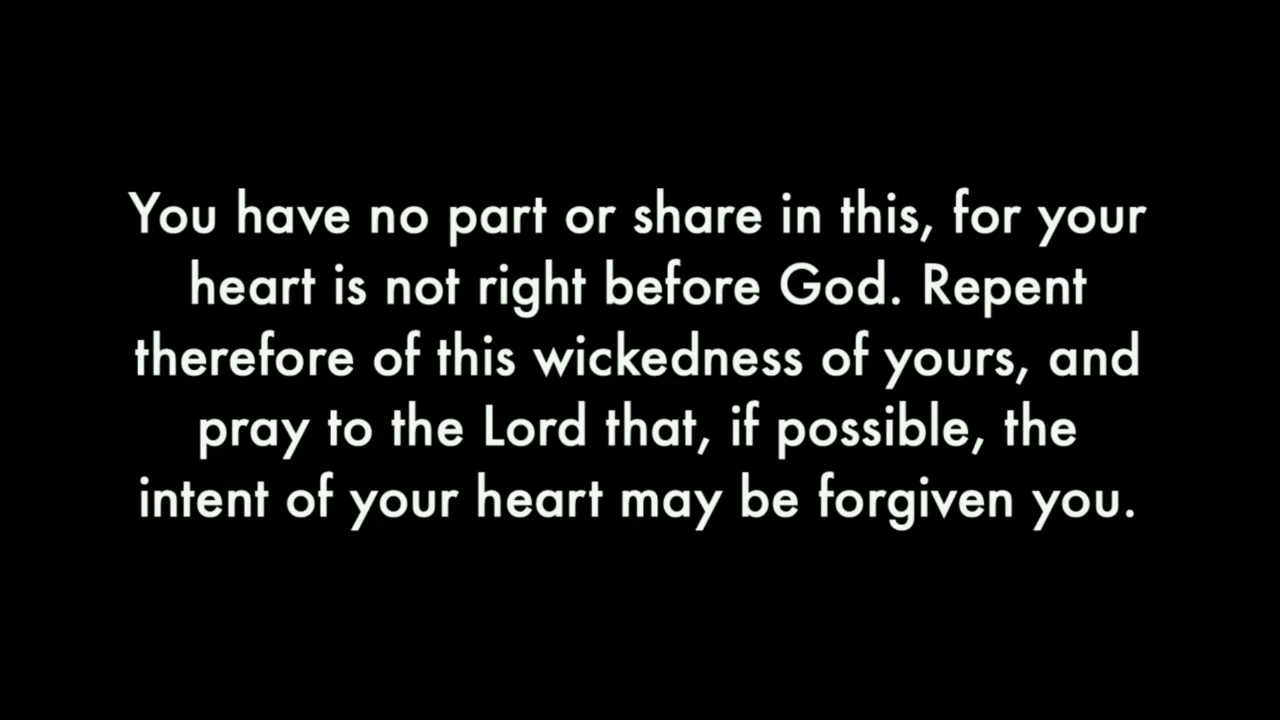 You have no part or share in this, for your
heart is not right before God. Repent
therefore of this wickedness of yours, and
pray to the Lord that, if possible, the
intent of your heart may be forgiven you.